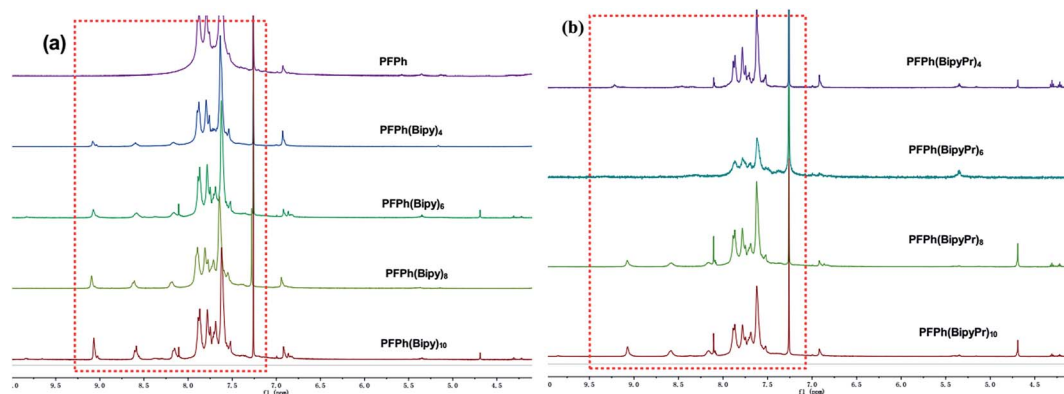 (a)
PFPh
PFPh(Bipy)4
PFPh(Bipy)6
PFPh(Bipy)8
PFPh(Bipy)10
.0 9.5 9.0 8.5 8.0 7.5 7.0 6.5 6.0 5.5 5.0 4.5
f1 (ppm)
(b)
PFPh(BipyPr)4
PFPh(BipyPr)6
PFPh(BipyPr)8
PFPh(BipyPr)10
9.5 9.0 8.5 8.0 7.5 7.0 6.5 6.0 5.5 5.0 4.5
f1 (ppm)